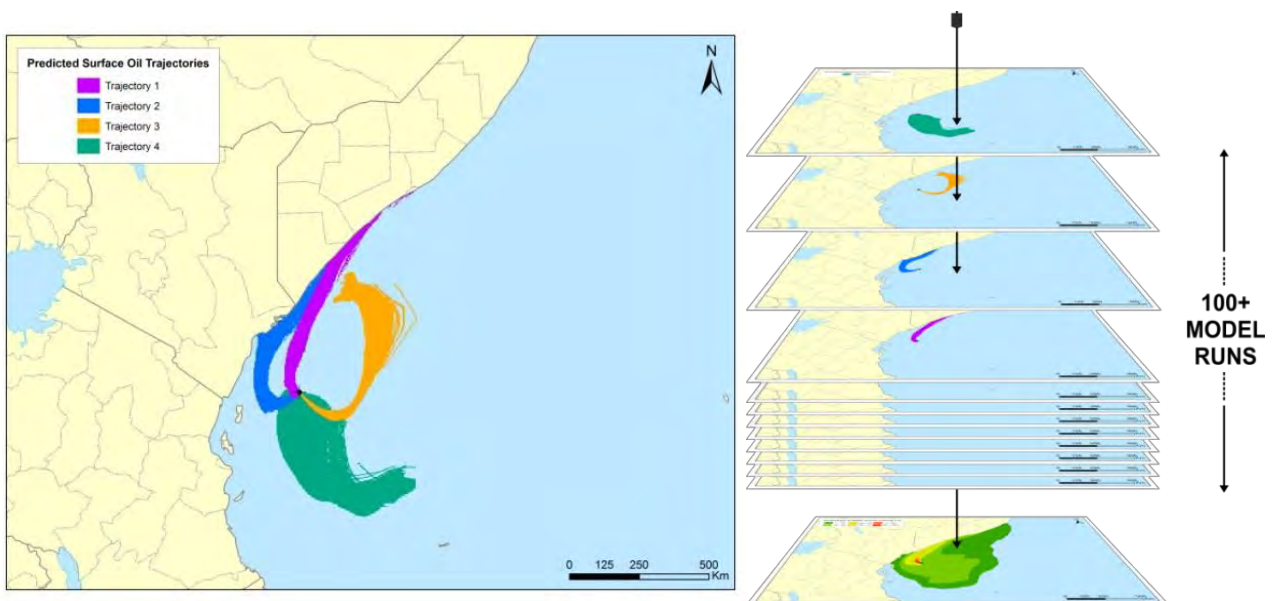 Predicted Surface Oil Trajectories
Trajectory 1
Trajectory 2
Trajectory 3
Trajectory 4
N
0 125 250 500
Km
100+
MODEL
RUNS